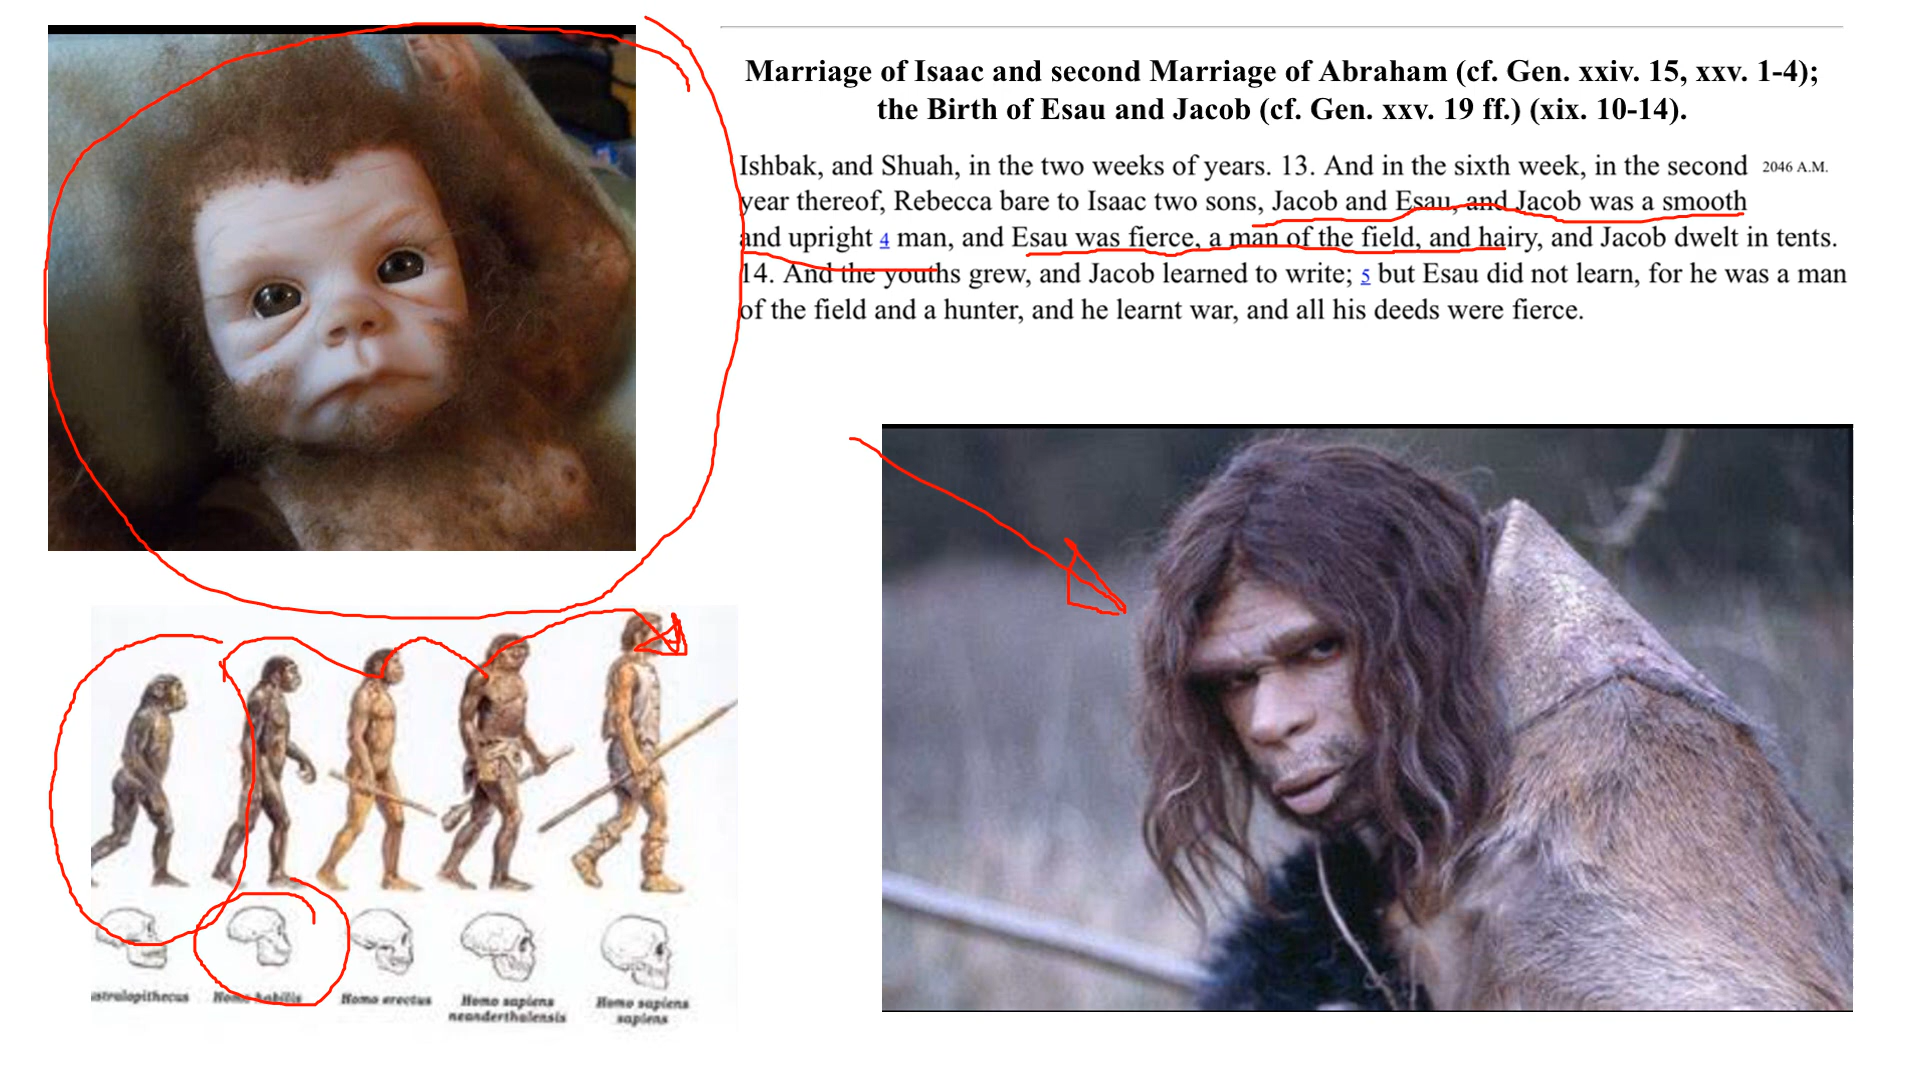 Marriage of Isaac and second Marriage of Abraham (cf. Gen. xxiv. 15, xxv. 1-4);
the Birth of Esau and Jacob (cf. Gen. xxv. 19 ff.) (xix. 10-14).
Ishbak, and Shuah, in the two weeks of years. 13. And in the sixth week, in the second 2046 A.M.
year thereof, Rebecca bare to Isaac two sons, Jacob and Esau, and Jacob was a smooth
and upright 4 man, and Esau was fierce, a man of the field, and hairy, and Jacob dwelt in tents.
14. And the youths grew, and Jacob learned to write; 5 but Esau did not learn, for he was a man
of the field and a hunter, and he learnt war, and all his deeds were fierce.
stralopithecus Homo habilis Homo erectus Homo sapiens Homo sapiens
neanderthalensis sapiens